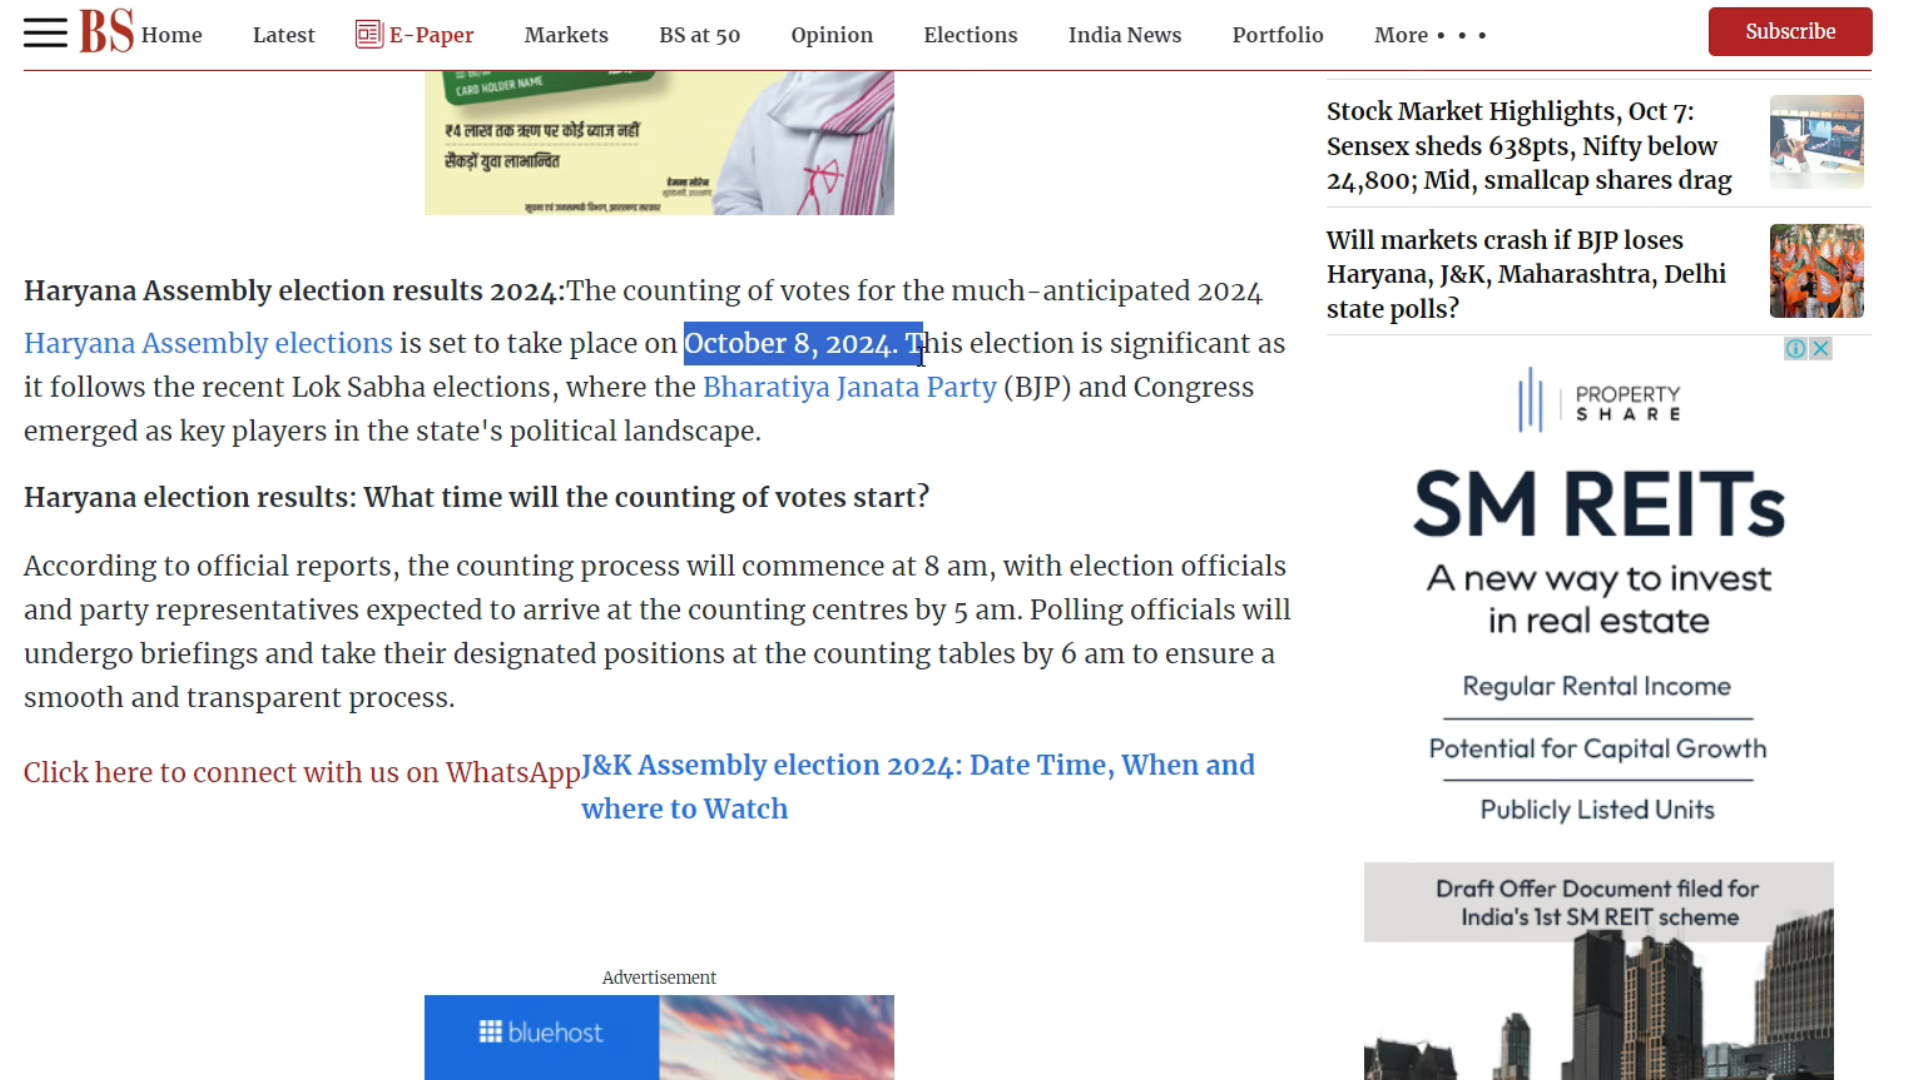 BS Home Latest E-Paper Markets BS at 50 Opinion Elections India News Portfolio More • • • Subscribe
CARD HOLDER NAME
₹4 लाख तक ऋण पर कोई ब्याज नहीं
सैकड़ों युवा लाभान्वित
हेमन्त सोरेन
मुख्यमंत्री, झारखण्ड
सूचना एवं जनसम्पर्क विभाग, झारखण्ड सरकार
Haryana Assembly election results 2024:The counting of votes for the much-anticipated 2024
Haryana Assembly elections is set to take place on October 8, 2024. This election is significant as
it follows the recent Lok Sabha elections, where the Bharatiya Janata Party (BJP) and Congress
emerged as key players in the state's political landscape.
Haryana election results: What time will the counting of votes start?
According to official reports, the counting process will commence at 8 am, with election officials
and party representatives expected to arrive at the counting centres by 5 am. Polling officials will
undergo briefings and take their designated positions at the counting tables by 6 am to ensure a
smooth and transparent process.
Click here to connect with us on WhatsApp
J&K Assembly election 2024: Date Time, When and
where to Watch
Advertisement
bluehost
Stock Market Highlights, Oct 7:
Sensex sheds 638pts, Nifty below
24,800; Mid, smallcap shares drag
Will markets crash if BJP loses
Haryana, J&K, Maharashtra, Delhi
state polls?
PROPERTY
SHARE
SM REITs
A new way to invest
in real estate
Regular Rental Income
Potential for Capital Growth
Publicly Listed Units
Draft Offer Document filed for
India's 1st SM REIT scheme